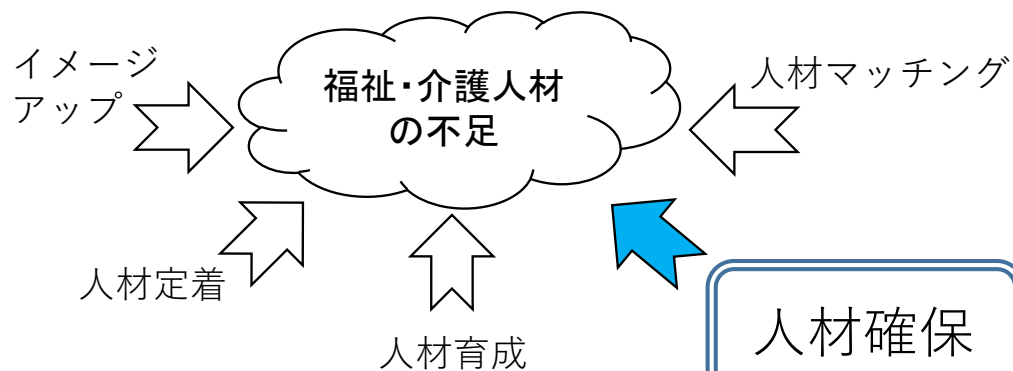 イメージ
アップ
福祉・介護人材
の不足
人材マッチング
人材定着
人材育成
人材確保